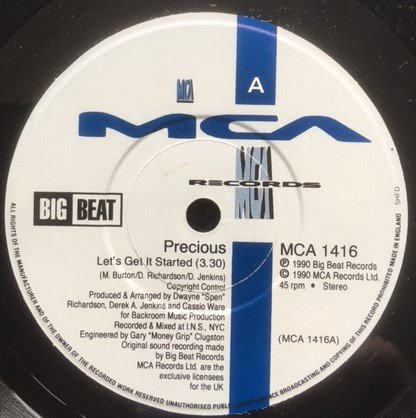 A
MCA
MCA
MCA
RECORDS
BIG BEAT
Precious
Let's Get It Started (3.30)
(M. Burton/D. Richardson/D. Jenkins)
Copyright Control
Produced & Arranged by Dwayne "Spen"
Richardson, Derek A. Jenkins and Cassio Ware
for Backroom Music Production
Recorded & Mixed at I.N.S., NYC
Engineered by Gary "Money Grip" Clugston
Original sound recording made
by Big Beat Records
MCA Records Ltd. are the
exclusive licensees
for the UK
MCA 1416
℗ 1990 Big Beat Records
© 1990 MCA Records Ltd.
45 rpm • Stereo
(MCA 1416A)
MADE IN ENGLAND
ALL RIGHTS OF THE MANUFACTURER AND OF THE OWNER OF THE RECORDED WORK RESERVED UNAUTHORISED PUBLIC PERFORMANCE BROADCASTING AND COPYING OF THIS RECORD PROHIBITED